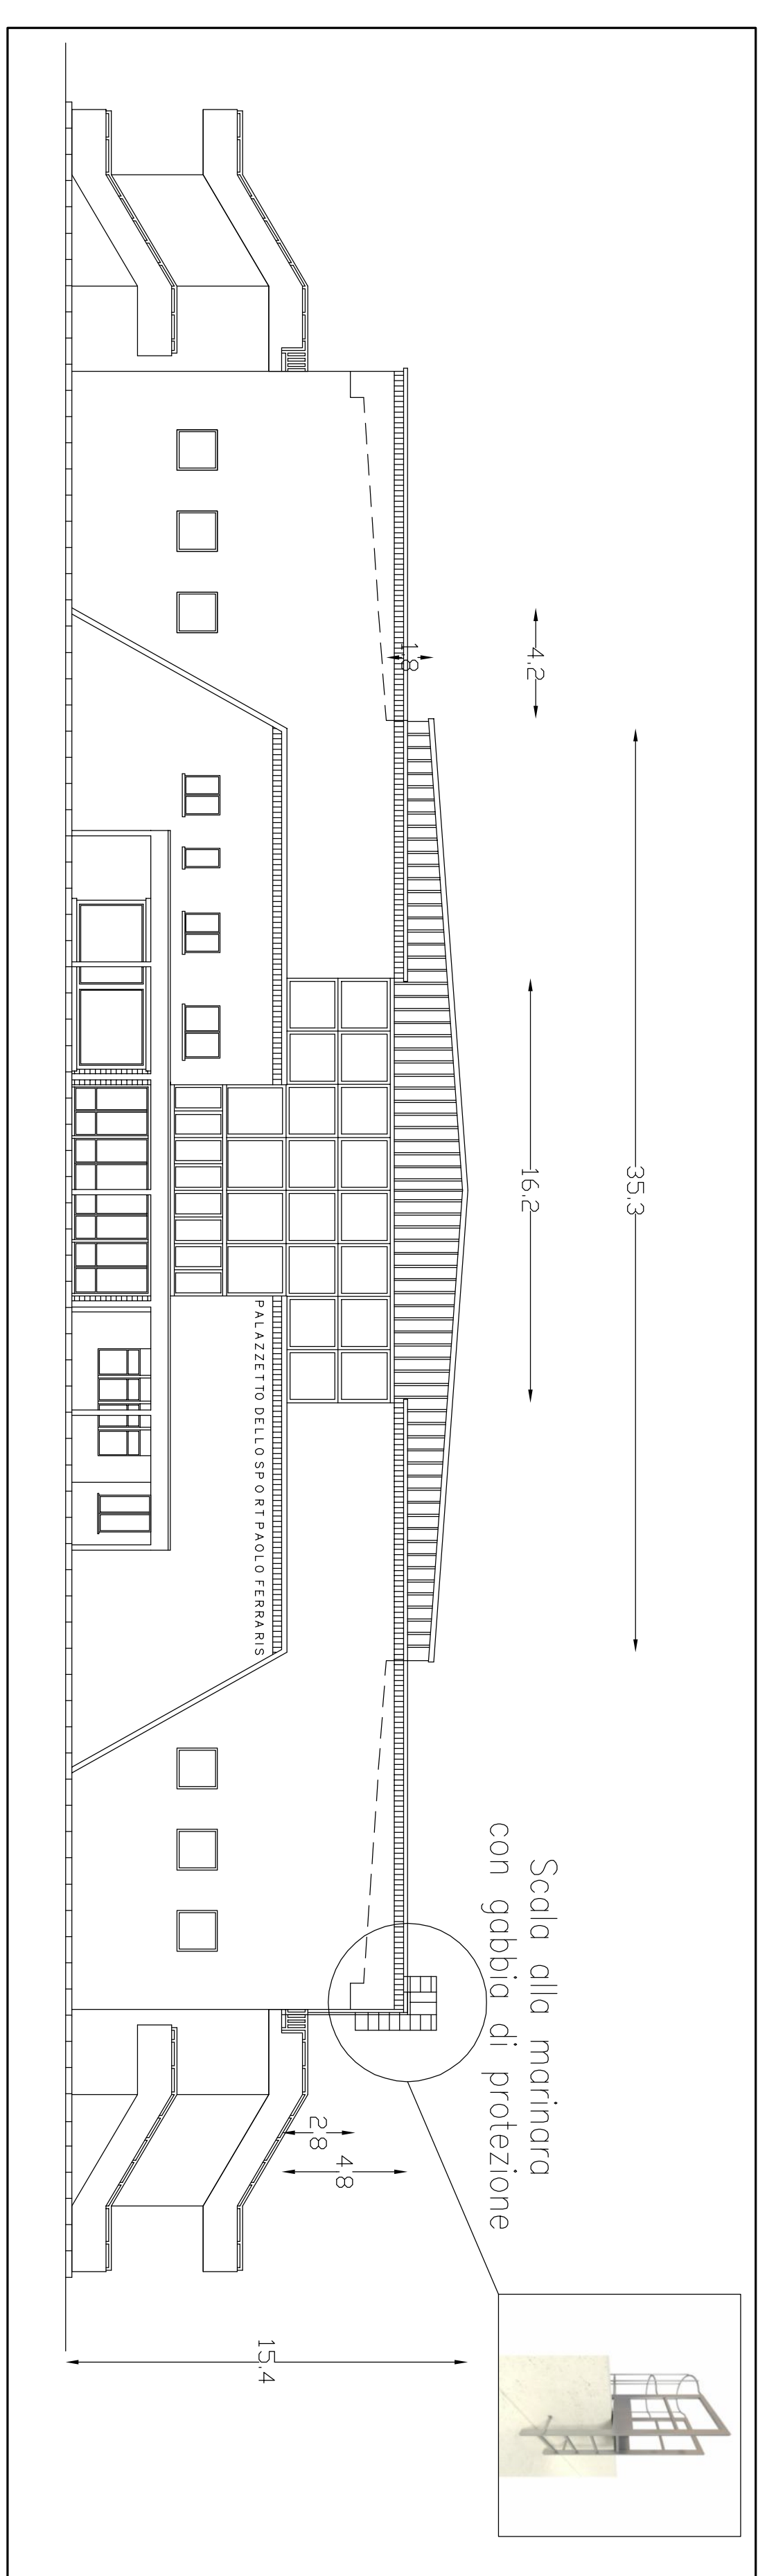 35.3
4.2
16.2
1.8
Scala alla marinara
con gabbia di protezione
2.8
4.8
PALAZZETTO DELLO SPORT PAOLO FERRARIS
15.4